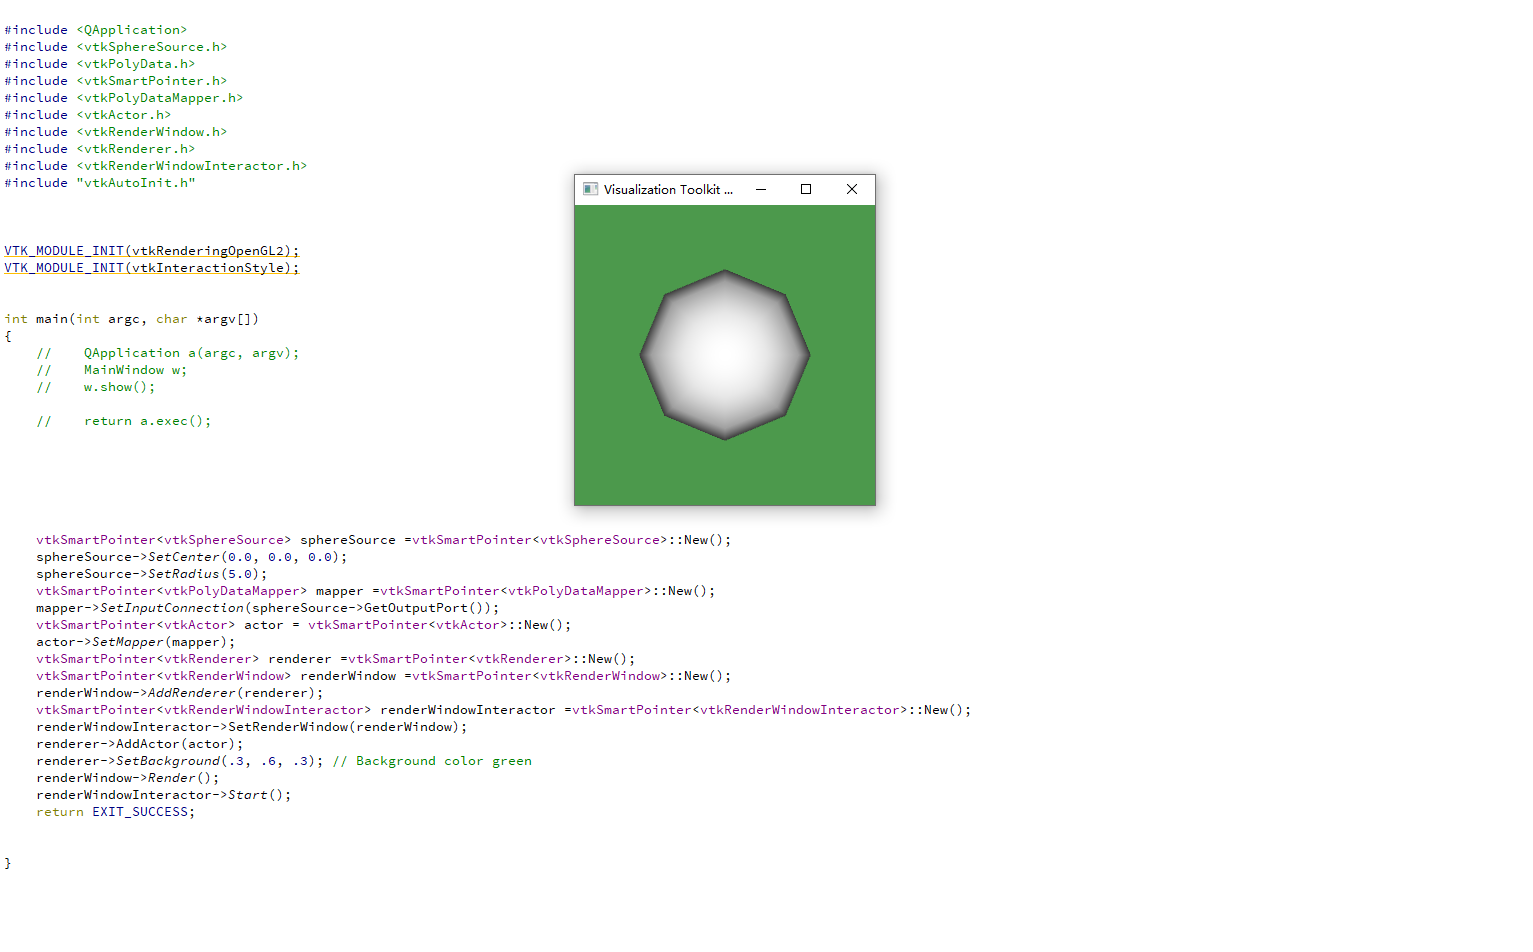 #include <QApplication>
#include <vtkSphereSource.h>
#include <vtkPolyData.h>
#include <vtkSmartPointer.h>
#include <vtkPolyDataMapper.h>
#include <vtkActor.h>
#include <vtkRenderWindow.h>
#include <vtkRenderer.h>
#include <vtkRenderWindowInteractor.h>
#include "vtkAutoInit.h"
Visualization Toolkit ...
VTK_MODULE_INIT(vtkRenderingOpenGL2);
VTK_MODULE_INIT(vtkInteractionStyle);
int main(int argc, char *argv[])
{
    //    QApplication a(argc, argv);
    //    MainWindow w;
    //    w.show();
    //    return a.exec();
    vtkSmartPointer<vtkSphereSource> sphereSource =vtkSmartPointer<vtkSphereSource>::New();
    sphereSource->SetCenter(0.0, 0.0, 0.0);
    sphereSource->SetRadius(5.0);
    vtkSmartPointer<vtkPolyDataMapper> mapper =vtkSmartPointer<vtkPolyDataMapper>::New();
    mapper->SetInputConnection(sphereSource->GetOutputPort());
    vtkSmartPointer<vtkActor> actor = vtkSmartPointer<vtkActor>::New();
    actor->SetMapper(mapper);
    vtkSmartPointer<vtkRenderer> renderer =vtkSmartPointer<vtkRenderer>::New();
    vtkSmartPointer<vtkRenderWindow> renderWindow =vtkSmartPointer<vtkRenderWindow>::New();
    renderWindow->AddRenderer(renderer);
    vtkSmartPointer<vtkRenderWindowInteractor> renderWindowInteractor =vtkSmartPointer<vtkRenderWindowInteractor>::New();
    renderWindowInteractor->SetRenderWindow(renderWindow);
    renderer->AddActor(actor);
    renderer->SetBackground(.3, .6, .3); // Background color green
    renderWindow->Render();
    renderWindowInteractor->Start();
    return EXIT_SUCCESS;
}